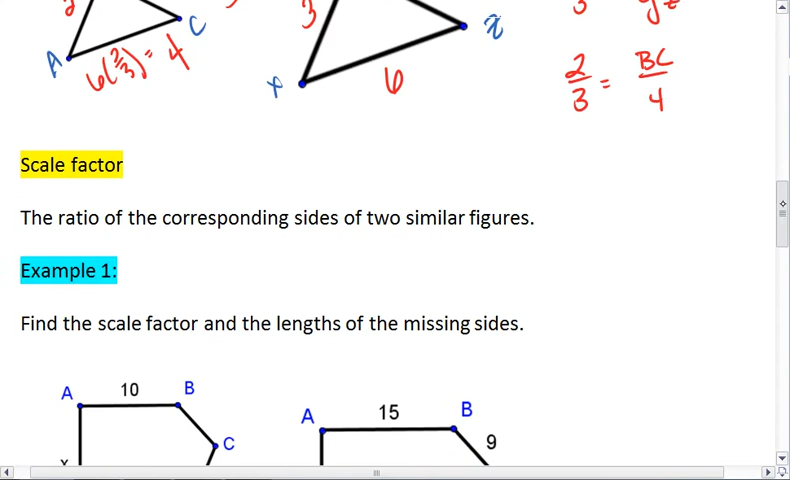 2 C 3 z 3
A 6(2/3) = 4 x 6 2/3 = BC/4
Scale factor
The ratio of the corresponding sides of two similar figures.
Example 1:
Find the scale factor and the lengths of the missing sides.
A 10 B A 15 B
C 9